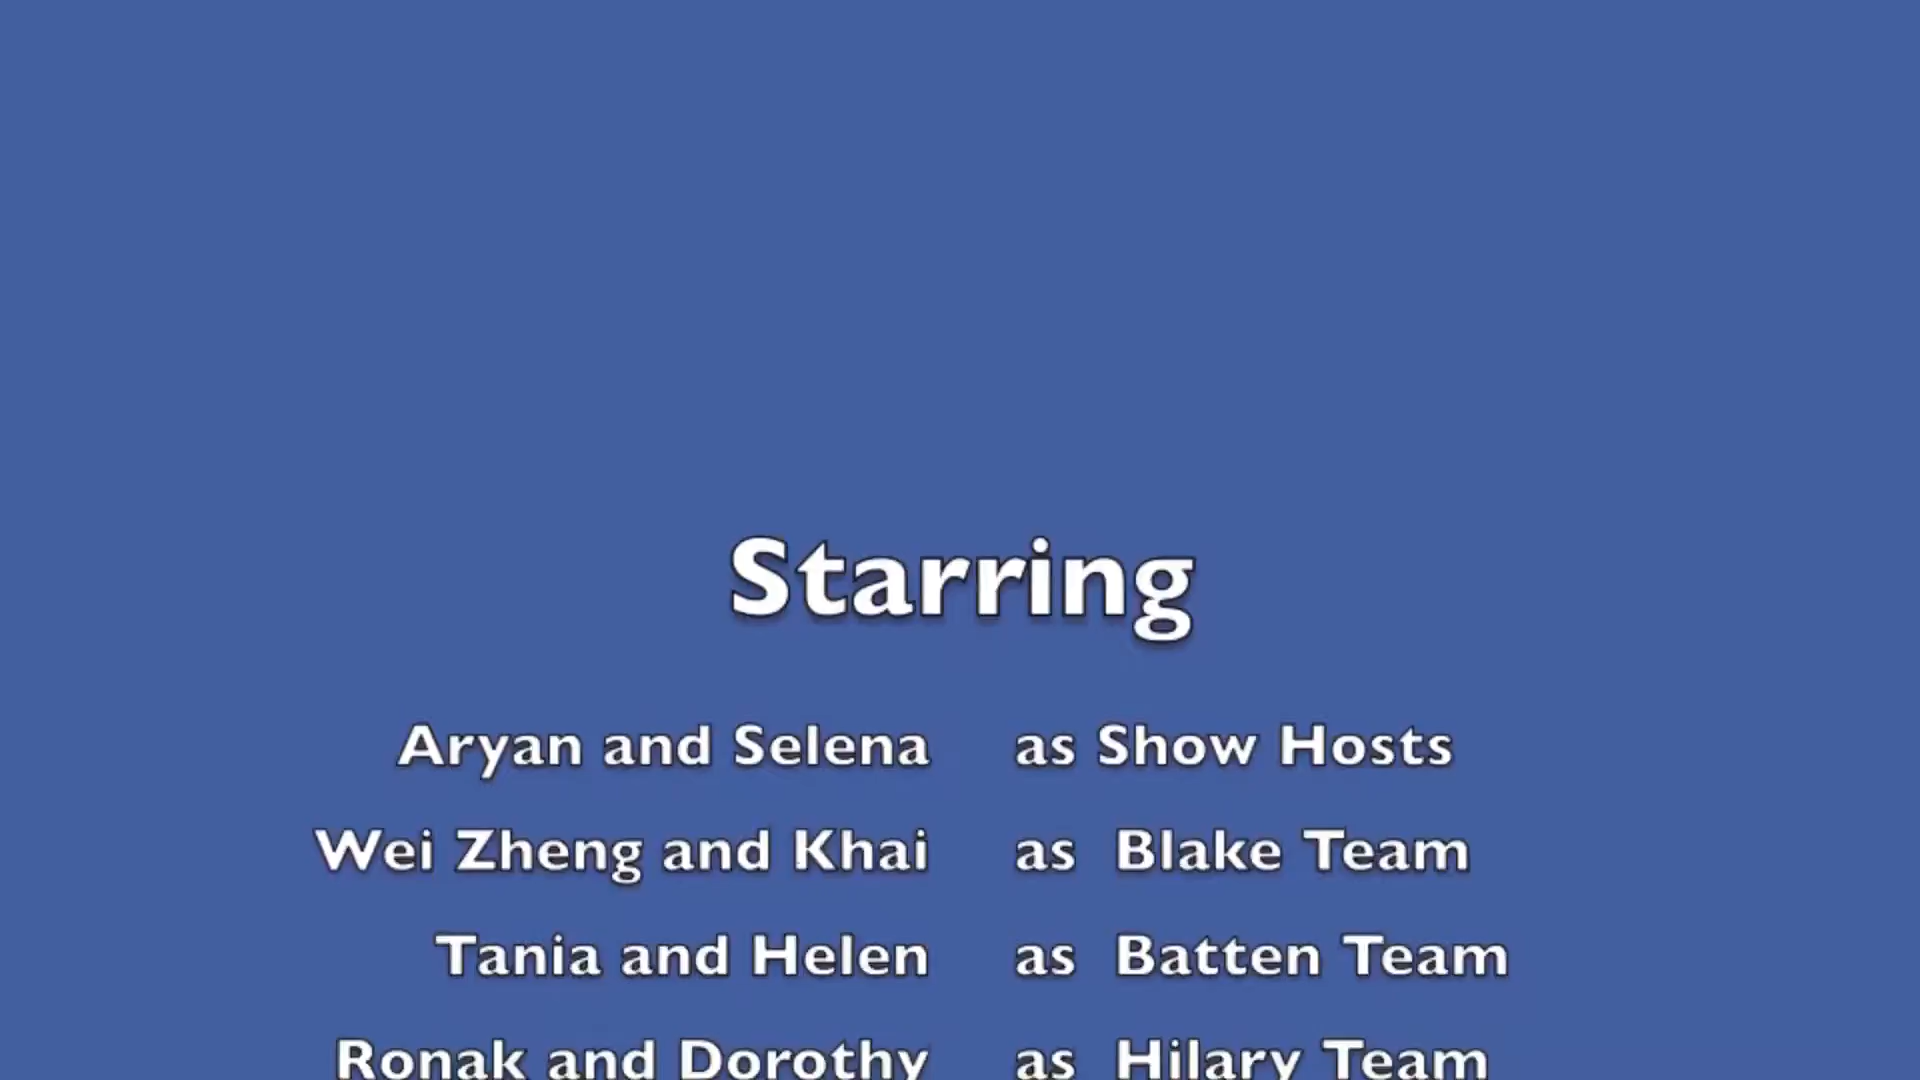 Starring
Aryan and Selena as Show Hosts
Wei Zheng and Khai as Blake Team
Tania and Helen as Batten Team
Ronak and Dorothy as Hilary Team